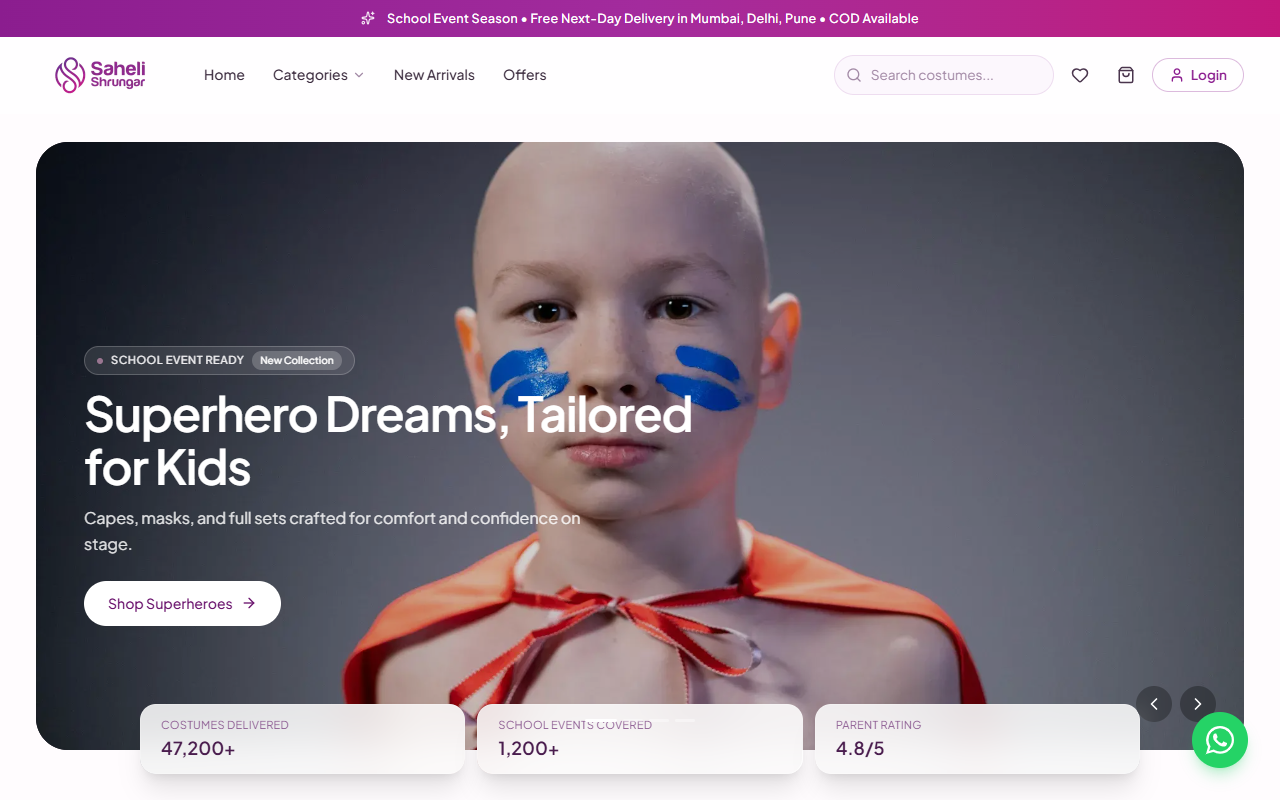 School Event Season • Free Next-Day Delivery in Mumbai, Delhi, Pune • COD Available
Saheli
Shrungar
Home
Categories
New Arrivals
Offers
Search costumes...
Login
SCHOOL EVENT READY
New Collection
Superhero Dreams, Tailored
for Kids
Capes, masks, and full sets crafted for comfort and confidence on
stage.
Shop Superheroes
COSTUMES DELIVERED
47,200+
SCHOOL EVENTS COVERED
1,200+
PARENT RATING
4.8/5